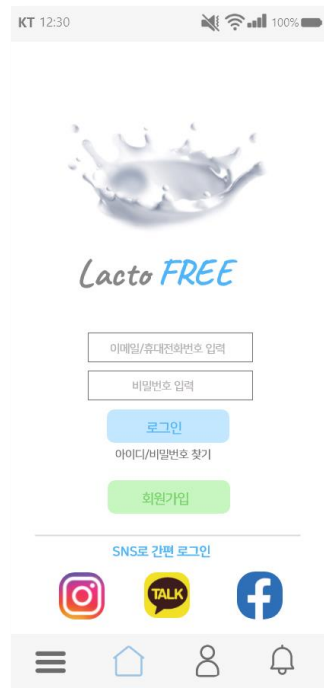 KT 12:30 100%
Lacto FREE
이메일/휴대전화번호 입력
비밀번호 입력
로그인
아이디/비밀번호 찾기
회원가입
SNS로 간편 로그인
TALK